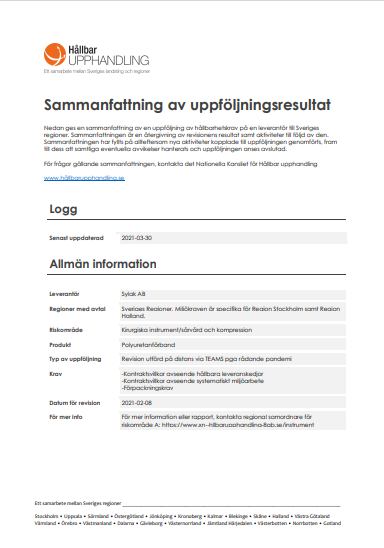 Hållbar
UPPHANDLING
Ett samarbete mellan Sveriges landsting och regioner
Sammanfattning av uppföljningsresultat
Nedan ges en sammanfattning av en uppföljning av hållbarhetskrav på en leverantör till Sveriges
regioner. Sammanfattningen är en återgivning av revisionens resultat samt aktiviteter till följd av den.
Sammanfattningen har fyllts på allteftersom nya aktiviteter kopplade till uppföljningen genomförts, fram
till dess att samtliga eventuella avvikelser hanterats och uppföljningen anses avslutad.
För frågor gällande sammanfattningen, kontakta det Nationella Kansliet för Hållbar upphandling
www.hållbarupphandling.se
Logg
Senast uppdaterad 2021-03-30
Allmän information
Leverantör Sylak AB
Regioner med avtal Sveriges Regioner. Miljökraven är specifika för Region Stockholm samt Region
Halland.
Riskområde Kirurgiska instrument/sårvård och kompression
Produkt Polyuretanförband
Typ av uppföljning Revision utförd på distans via TEAMS pga rådande pandemi
Krav -Kontraktsvillkor avseende hållbara leveranskedjor
-Kontraktsvillkor avseende systematiskt miljöarbete
-Förpackningskrav
Datum för revision 2021-02-08
För mer info För mer information eller rapport, kontakta regional samordnare för
riskområde A: https://www.xn--hllbarupphandling-8ab.se/instrument
Ett samarbete mellan Sveriges regioner
Stockholm • Uppsala • Sörmland • Östergötland • Jönköping • Kronoberg • Kalmar • Blekinge • Skåne • Halland • Västra Götaland
Värmland • Örebro • Västmanland • Dalarna • Gävleborg • Västernorrland • Jämtland Härjedalen • Västerbotten • Norrbotten • Gotland